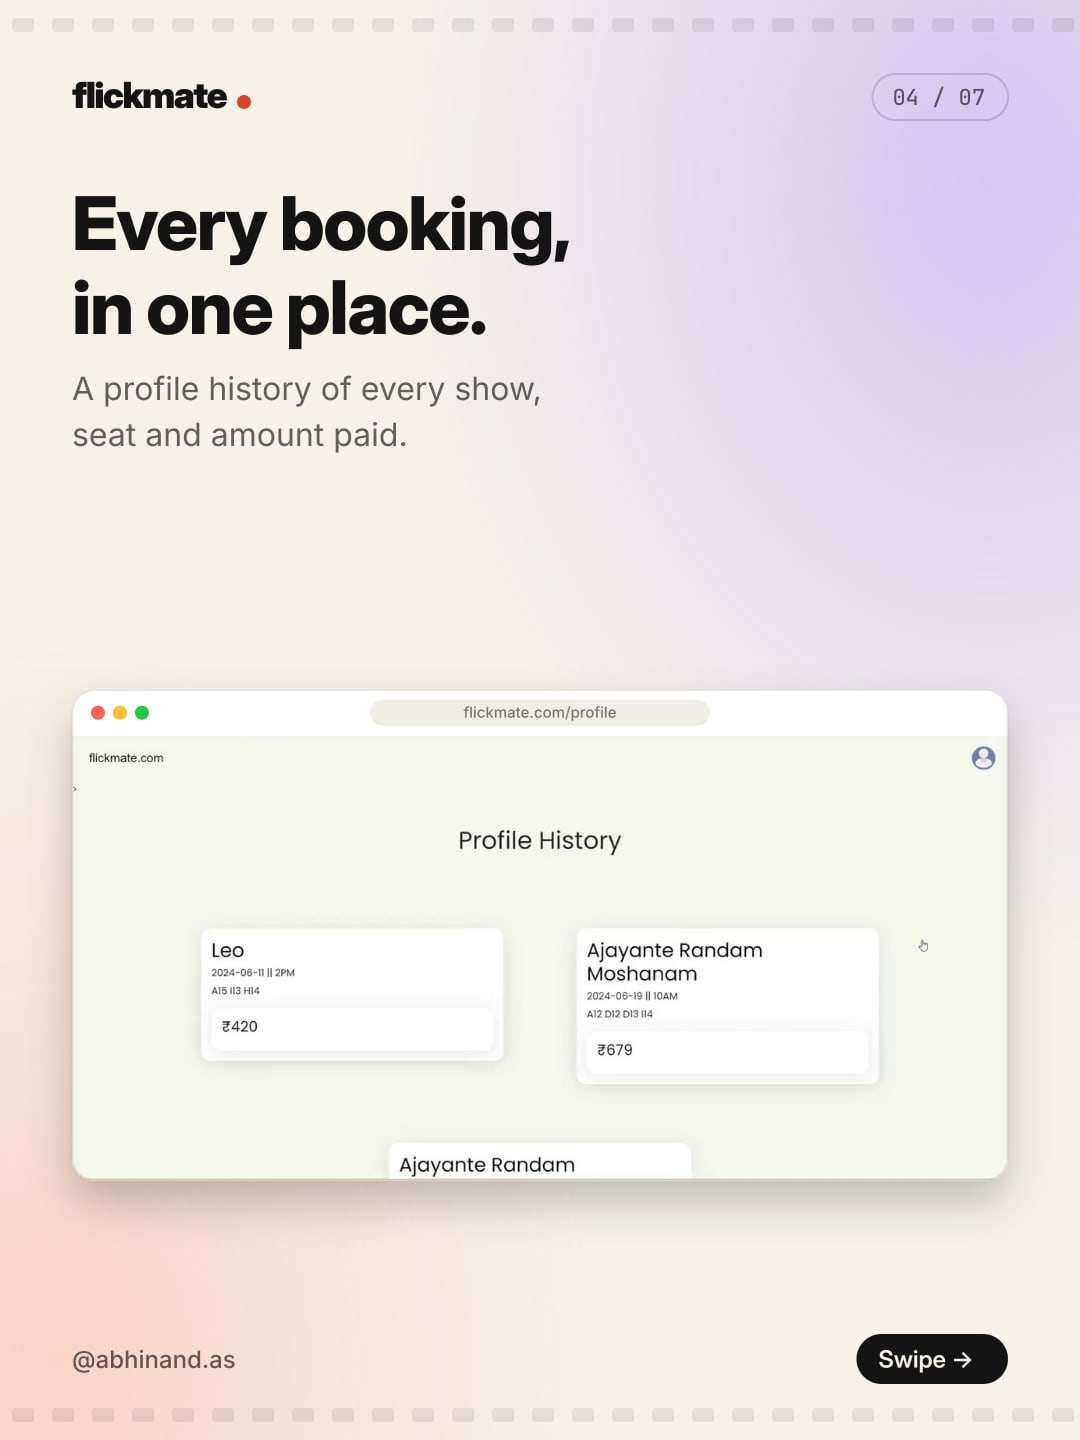 flickmate
04 / 07
Every booking,
in one place.
A profile history of every show,
seat and amount paid.
flickmate.com/profile
flickmate.com
›
Profile History
Leo
2024-06-11 || 2PM
A15 I13 H14
₹420
Ajayante Randam
Moshanam
2024-06-19 || 10AM
A12 D12 D13 I14
₹679
Ajayante Randam
@abhinand.as
Swipe →